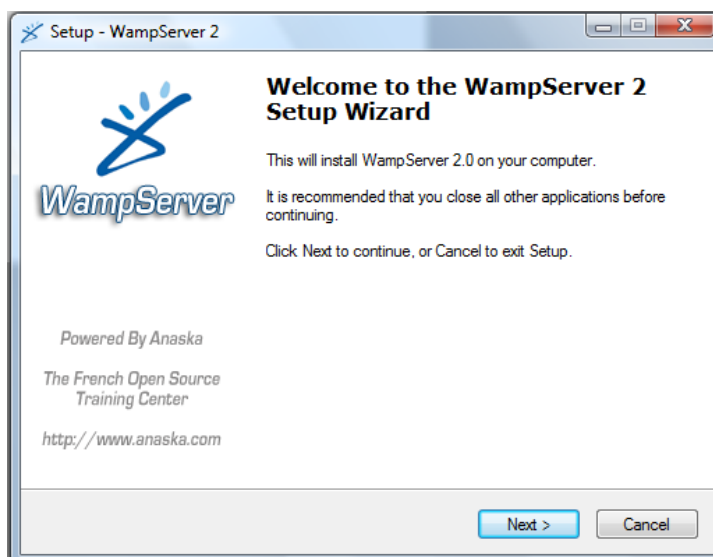 Setup - WampServer 2
Welcome to the WampServer 2
Setup Wizard
This will install WampServer 2.0 on your computer.
It is recommended that you close all other applications before
continuing.
Click Next to continue, or Cancel to exit Setup.
WampServer
Powered By Anaska
The French Open Source
Training Center
http://www.anaska.com
Next >
Cancel